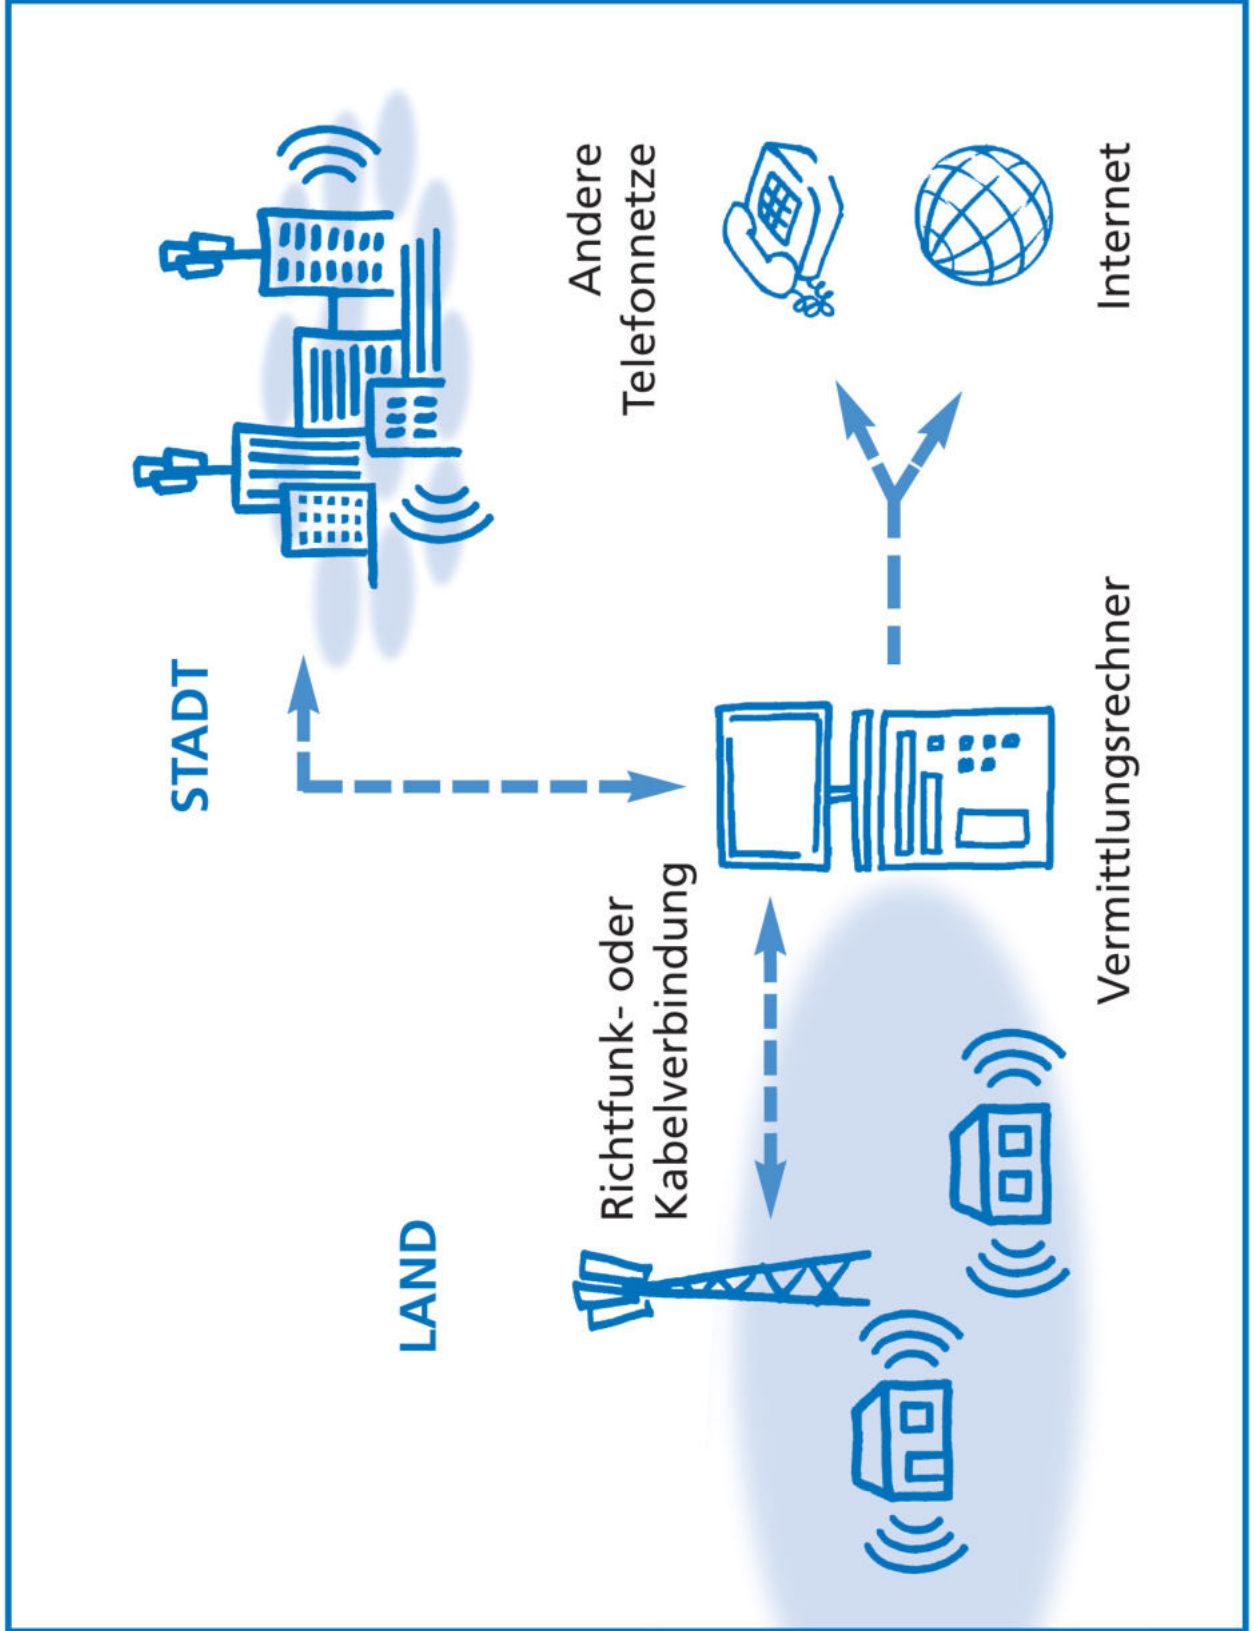 STADT
LAND
Richtfunk- oder
Kabelverbindung
Andere
Telefonnetze
Vermittlungsrechner
Internet